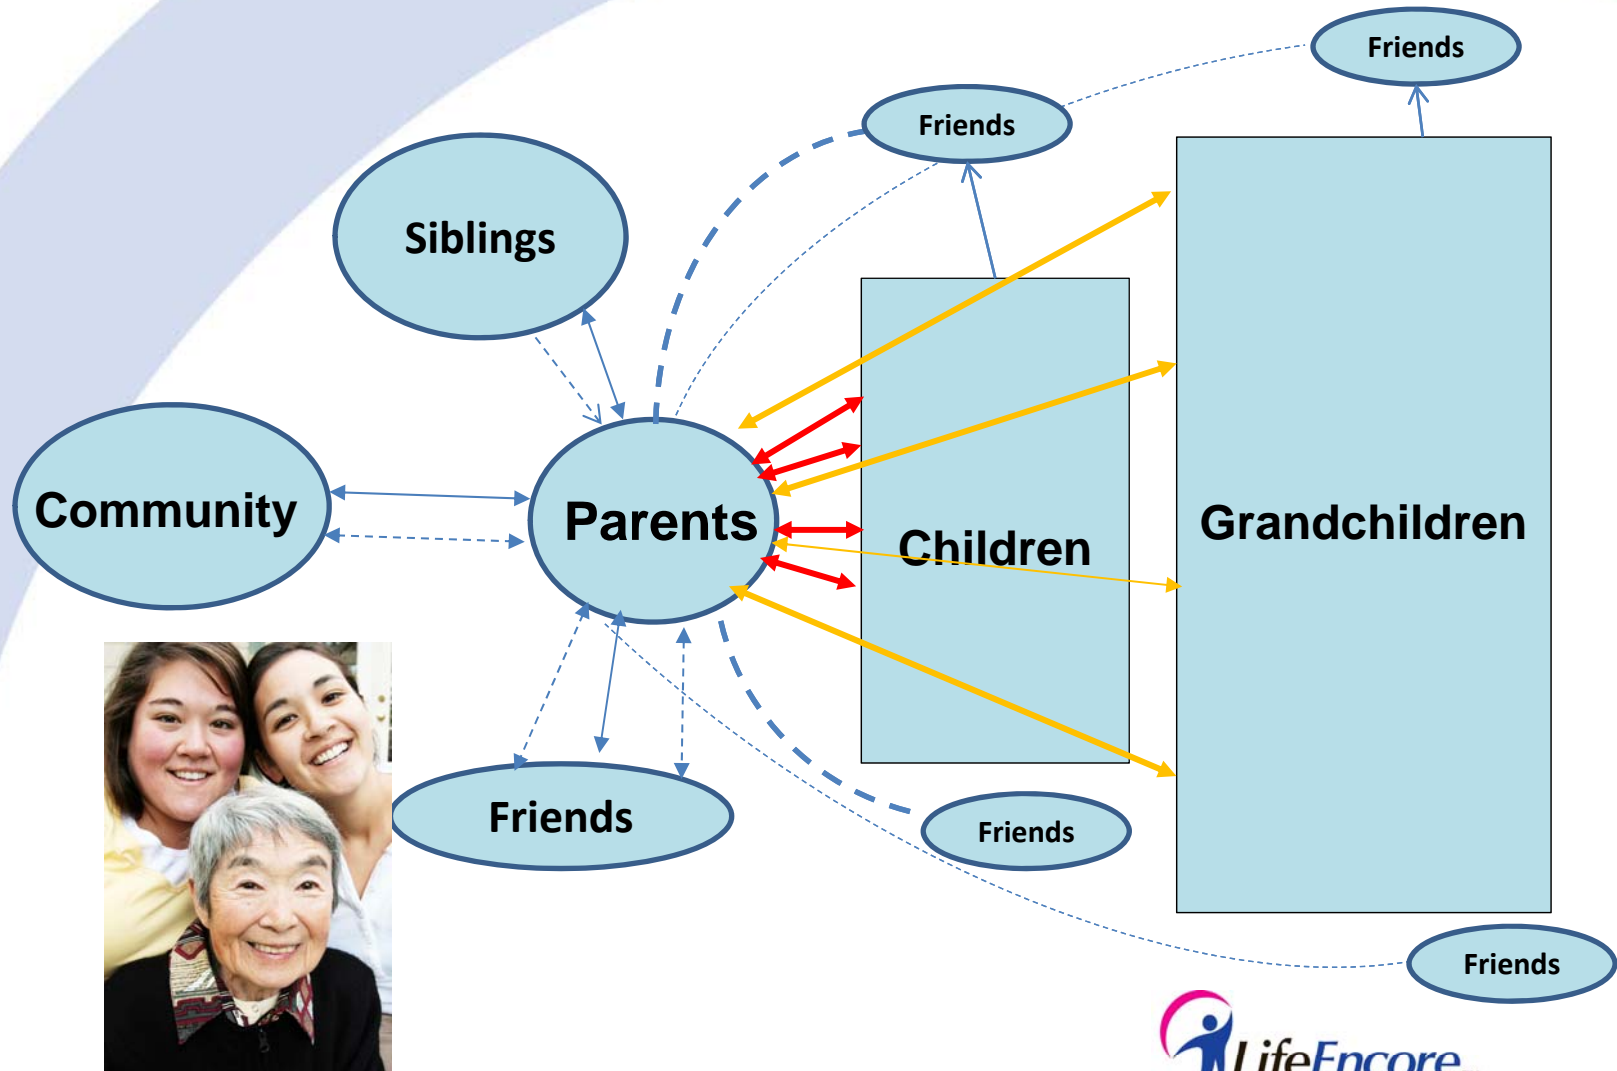 Friends
Friends
Siblings
Community
Parents
Children
Grandchildren
Friends
Friends
Friends
LifeEncore